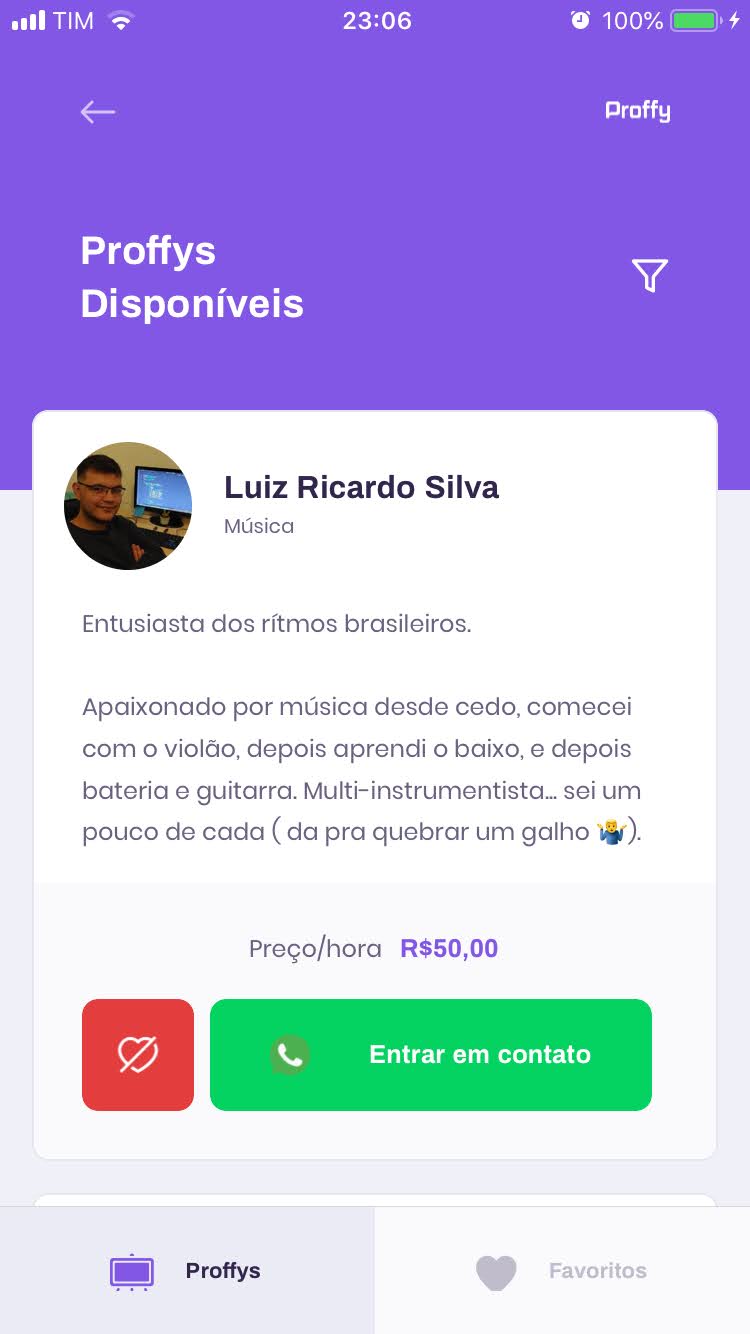 TIM 23:06 100%
Proffy
Proffys
Disponíveis
Luiz Ricardo Silva
Música
Entusiasta dos rítmos brasileiros.
Apaixonado por música desde cedo, comecei
com o violão, depois aprendi o baixo, e depois
bateria e guitarra. Multi-instrumentista... sei um
pouco de cada ( da pra quebrar um galho 🤷‍♂️).
Preço/hora R$50,00
Entrar em contato
Proffys Favoritos